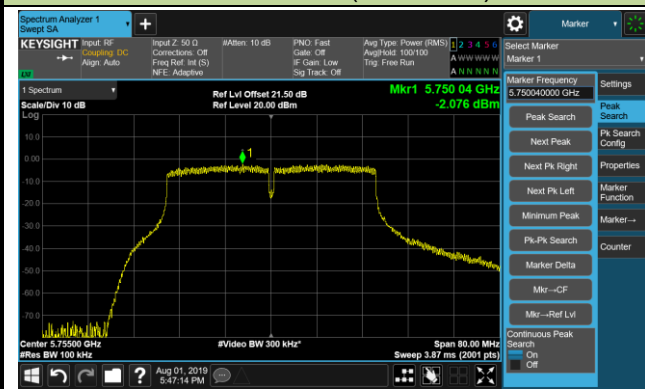 Spectrum Analyzer 1
Swept SA
Marker
KEYSIGHT
Input: RF
Coupling: DC
Align: Auto
Input Z: 50 Ω
Corrections: Off
Freq Ref: Int (S)
NFE: Adaptive
#Atten: 10 dB
PNO: Fast
Gate: Off
IF Gain: Low
Sig Track: Off
Avg Type: Power (RMS)
Avg|Hold: 100/100
Trig: Free Run
1 2 3 4 5 6
A W W W W W
A N N N N N
Select Marker
Marker 1
1 Spectrum
Scale/Div 10 dB
Log
Ref Lvl Offset 21.50 dB
Ref Level 20.00 dBm
Mkr1 5.750 04 GHz
-2.076 dBm
10.0
0.00
-10.0
-20.0
-30.0
-40.0
-50.0
-60.0
-70.0
1
Center 5.75500 GHz
#Res BW 100 kHz
#Video BW 300 kHz*
Span 80.00 MHz
Sweep 3.87 ms (2001 pts)
Marker Frequency
5.750040000 GHz
Peak Search
Next Peak
Next Pk Right
Next Pk Left
Minimum Peak
Pk-Pk Search
Marker Delta
Mkr→CF
Mkr→Ref Lvl
Continuous Peak
Search
On
Off
Settings
Peak
Search
Pk Search
Config
Properties
Marker
Function
Marker→
Counter
Aug 01, 2019
5:47:14 PM